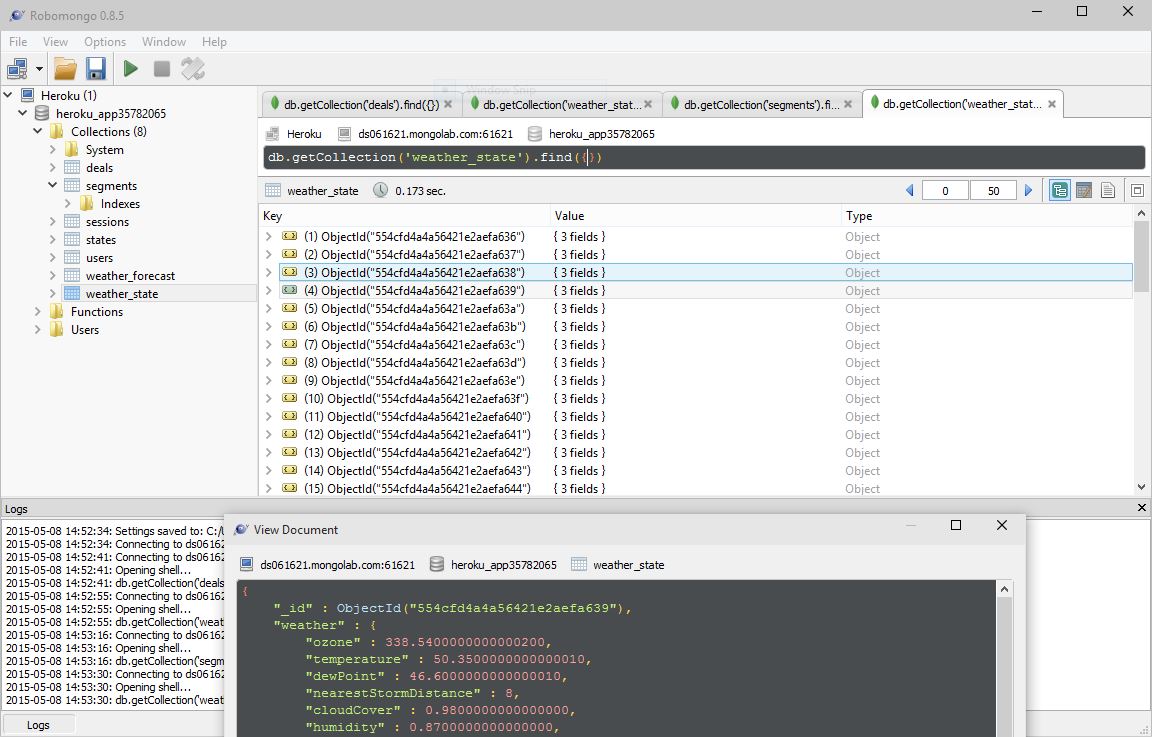 Robomongo 0.8.5
File View Options Window Help
Window Snip
Heroku (1)
heroku_app35782065
Collections (8)
System
deals
segments
Indexes
sessions
states
users
weather_forecast
weather_state
Functions
Users
db.getCollection('deals').find({}) db.getCollection('weather_stat... db.getCollection('segments').fi... db.getCollection('weather_stat...
Heroku ds061621.mongolab.com:61621 heroku_app35782065
db.getCollection('weather_state').find({})
weather_state 0.173 sec. 0 50
Key Value Type
(1) ObjectId("554cfd4a4a56421e2aefa636") { 3 fields } Object
(2) ObjectId("554cfd4a4a56421e2aefa637") { 3 fields } Object
(3) ObjectId("554cfd4a4a56421e2aefa638") { 3 fields } Object
(4) ObjectId("554cfd4a4a56421e2aefa639") { 3 fields } Object
(5) ObjectId("554cfd4a4a56421e2aefa63a") { 3 fields } Object
(6) ObjectId("554cfd4a4a56421e2aefa63b") { 3 fields } Object
(7) ObjectId("554cfd4a4a56421e2aefa63c") { 3 fields } Object
(8) ObjectId("554cfd4a4a56421e2aefa63d") { 3 fields } Object
(9) ObjectId("554cfd4a4a56421e2aefa63e") { 3 fields } Object
(10) ObjectId("554cfd4a4a56421e2aefa63f") { 3 fields } Object
(11) ObjectId("554cfd4a4a56421e2aefa640") { 3 fields } Object
(12) ObjectId("554cfd4a4a56421e2aefa641") { 3 fields } Object
(13) ObjectId("554cfd4a4a56421e2aefa642") { 3 fields } Object
(14) ObjectId("554cfd4a4a56421e2aefa643") { 3 fields } Object
(15) ObjectId("554cfd4a4a56421e2aefa644") { 3 fields } Object
Logs
2015-05-08 14:52:34: Settings saved to: C:/
2015-05-08 14:52:34: Connecting to ds0616
2015-05-08 14:52:41: Connecting to ds0616
2015-05-08 14:52:41: Opening shell...
2015-05-08 14:52:41: db.getCollection('deals
2015-05-08 14:52:55: Connecting to ds0616
2015-05-08 14:52:55: Opening shell...
2015-05-08 14:52:55: db.getCollection('weat
2015-05-08 14:53:16: Connecting to ds0616
2015-05-08 14:53:16: Opening shell...
2015-05-08 14:53:16: db.getCollection('segm
2015-05-08 14:53:30: Connecting to ds0616
2015-05-08 14:53:30: Opening shell...
2015-05-08 14:53:30: db.getCollection('weat
Logs
View Document
ds061621.mongolab.com:61621 heroku_app35782065 weather_state
{
"_id" : ObjectId("554cfd4a4a56421e2aefa639"),
"weather" : {
"ozone" : 338.5400000000000200,
"temperature" : 50.3500000000000010,
"dewPoint" : 46.6000000000000010,
"nearestStormDistance" : 8,
"cloudCover" : 0.9800000000000000,
"humidity" : 0.8700000000000000,